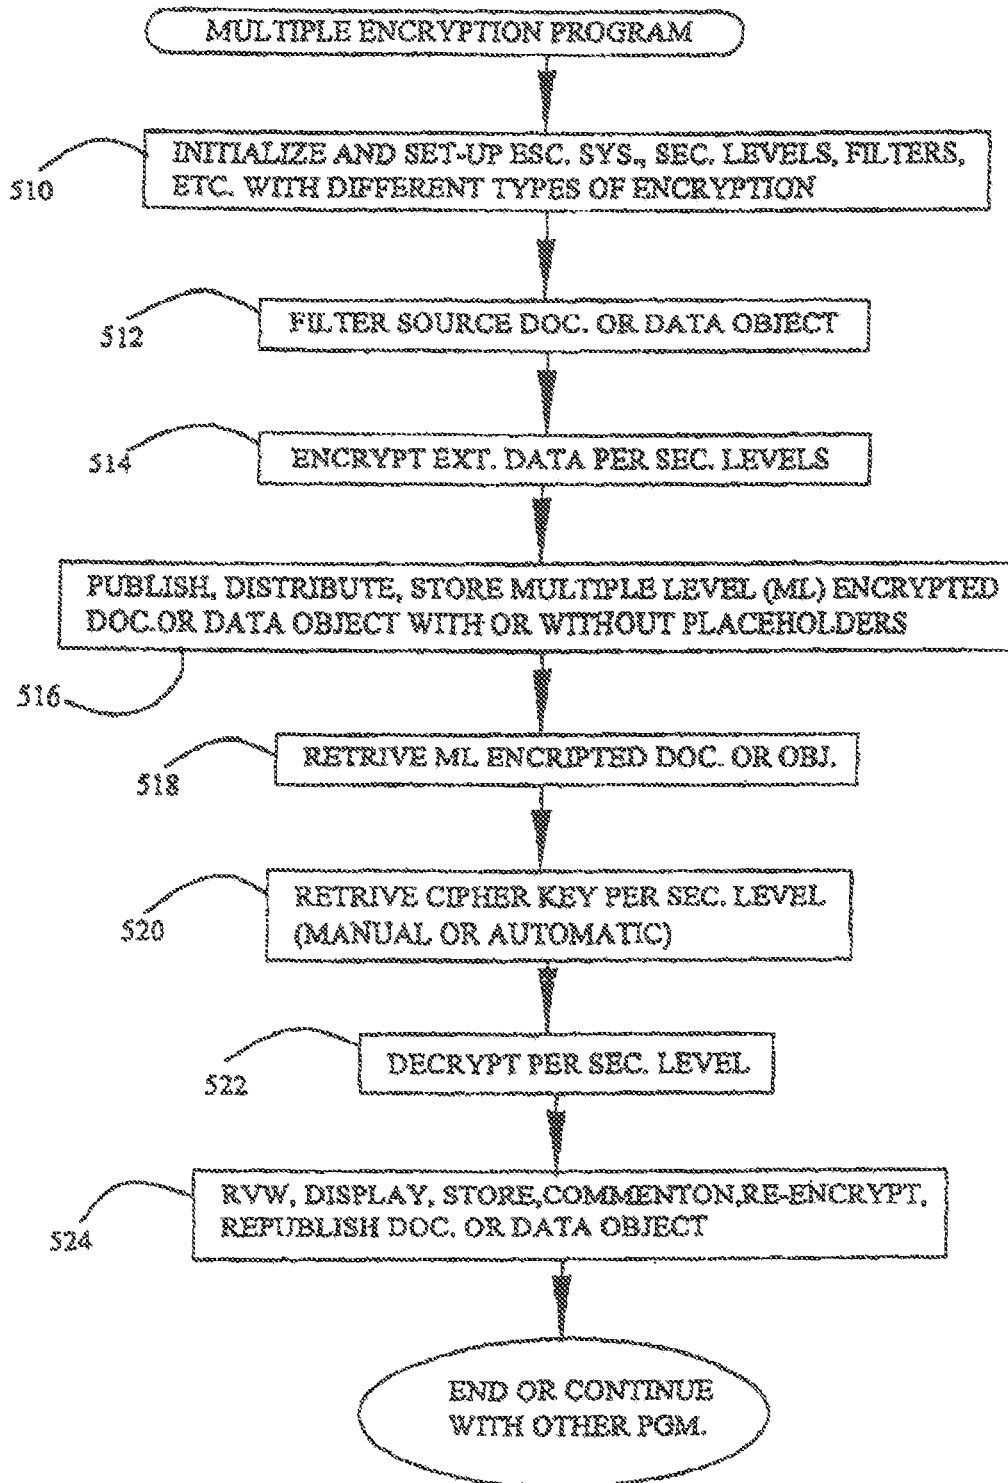 MULTIPLE ENCRYPTION PROGRAM
510
INITIALIZE AND SET-UP ESC. SYS., SEC. LEVELS, FILTERS,
ETC. WITH DIFFERENT TYPES OF ENCRYPTION
512
FILTER SOURCE DOC. OR DATA OBJECT
514
ENCRYPT EXT. DATA PER SEC. LEVELS
PUBLISH, DISTRIBUTE, STORE MULTIPLE LEVEL (ML) ENCRYPTED
DOC.OR DATA OBJECT WITH OR WITHOUT PLACEHOLDERS
516
RETRIVE ML ENCRIPTED DOC. OR OBJ.
518
RETRIVE CIPHER KEY PER SEC. LEVEL
(MANUAL OR AUTOMATIC)
520
DECRYPT PER SEC. LEVEL
522
RVW, DISPLAY, STORE,COMMENTON,RE-ENCRYPT,
REPUBLISH DOC. OR DATA OBJECT
524
END OR CONTINUE
WITH OTHER PGM.